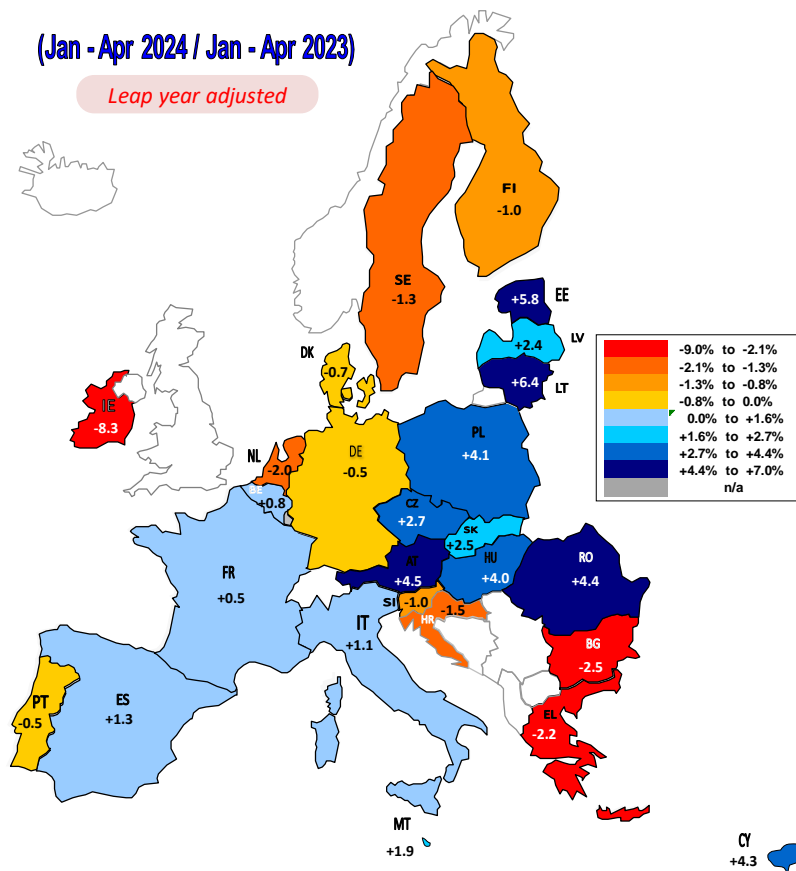 (Jan - Apr 2024 / Jan - Apr 2023)
Leap year adjusted
FI
-1.0
SE
-1.3
+5.8
EE
+2.4
LV
+6.4
LT
DK
-0.7
-9.0% to -2.1%
-2.1% to -1.3%
-1.3% to -0.8%
-0.8% to 0.0%
0.0% to +1.6%
+1.6% to +2.7%
+2.7% to +4.4%
+4.4% to +7.0%
n/a
IE
-8.3
NL
-2.0
DE
-0.5
PL
+4.1
BE
+0.8
CZ
+2.7
SK
+2.5
AT
+4.5
HU
+4.0
RO
+4.4
FR
+0.5
SI
-1.0
-1.5
HR
IT
+1.1
BG
-2.5
PT
-0.5
ES
+1.3
EL
-2.2
MT
+1.9
CY
+4.3